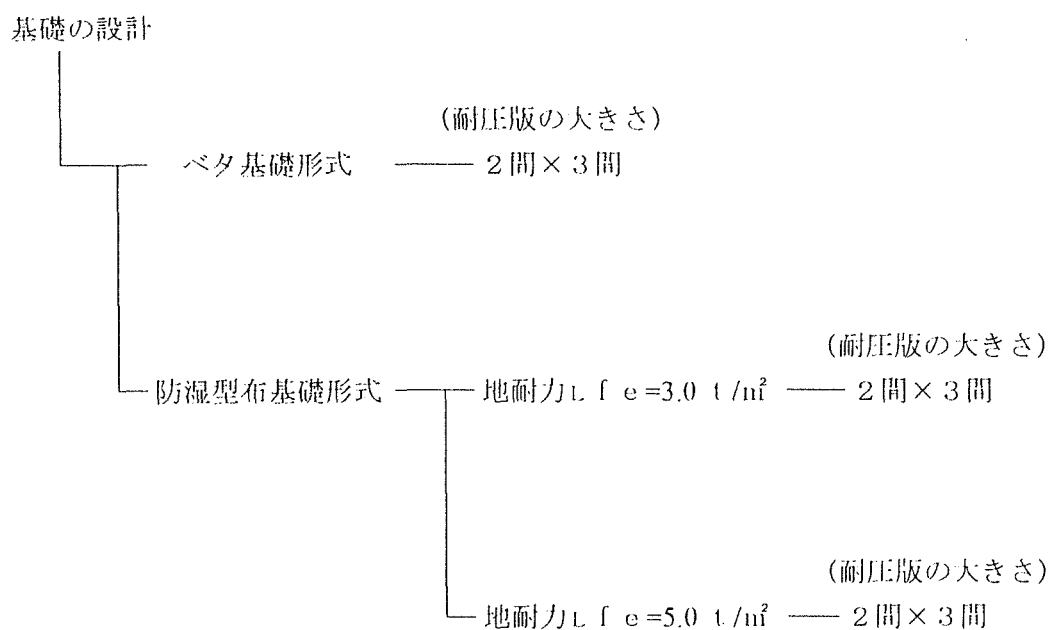 基礎の設計
(耐圧版の大きさ)
ベタ基礎形式 2間×3間
(耐圧版の大きさ)
防湿型布基礎形式 地耐力Lfe=3.0 t/㎡ 2間×3間
(耐圧版の大きさ)
地耐力Lfe=5.0 t/㎡ 2間×3間